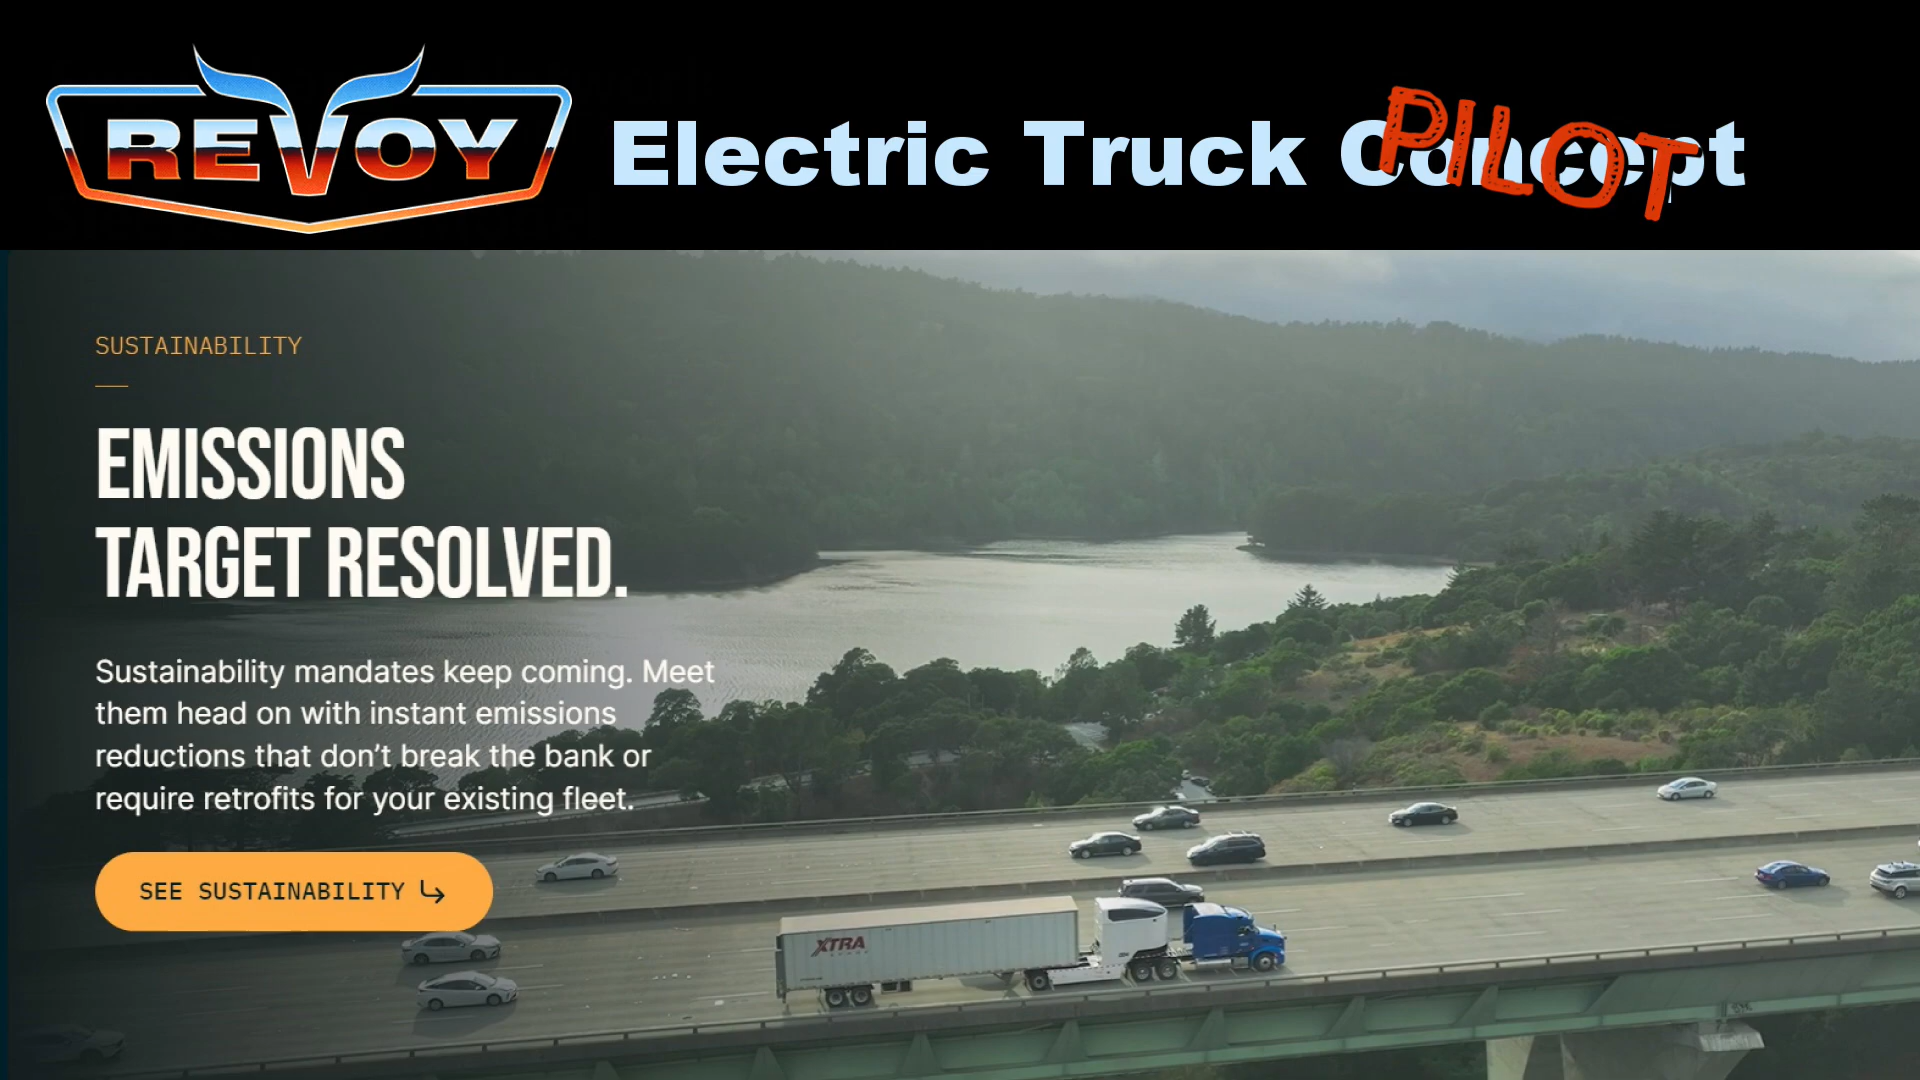 REVOY
Electric Truck Concept
PILOT
SUSTAINABILITY
EMISSIONS
TARGET RESOLVED.
Sustainability mandates keep coming. Meet
them head on with instant emissions
reductions that don’t break the bank or
require retrofits for your existing fleet.
SEE SUSTAINABILITY
XTRA